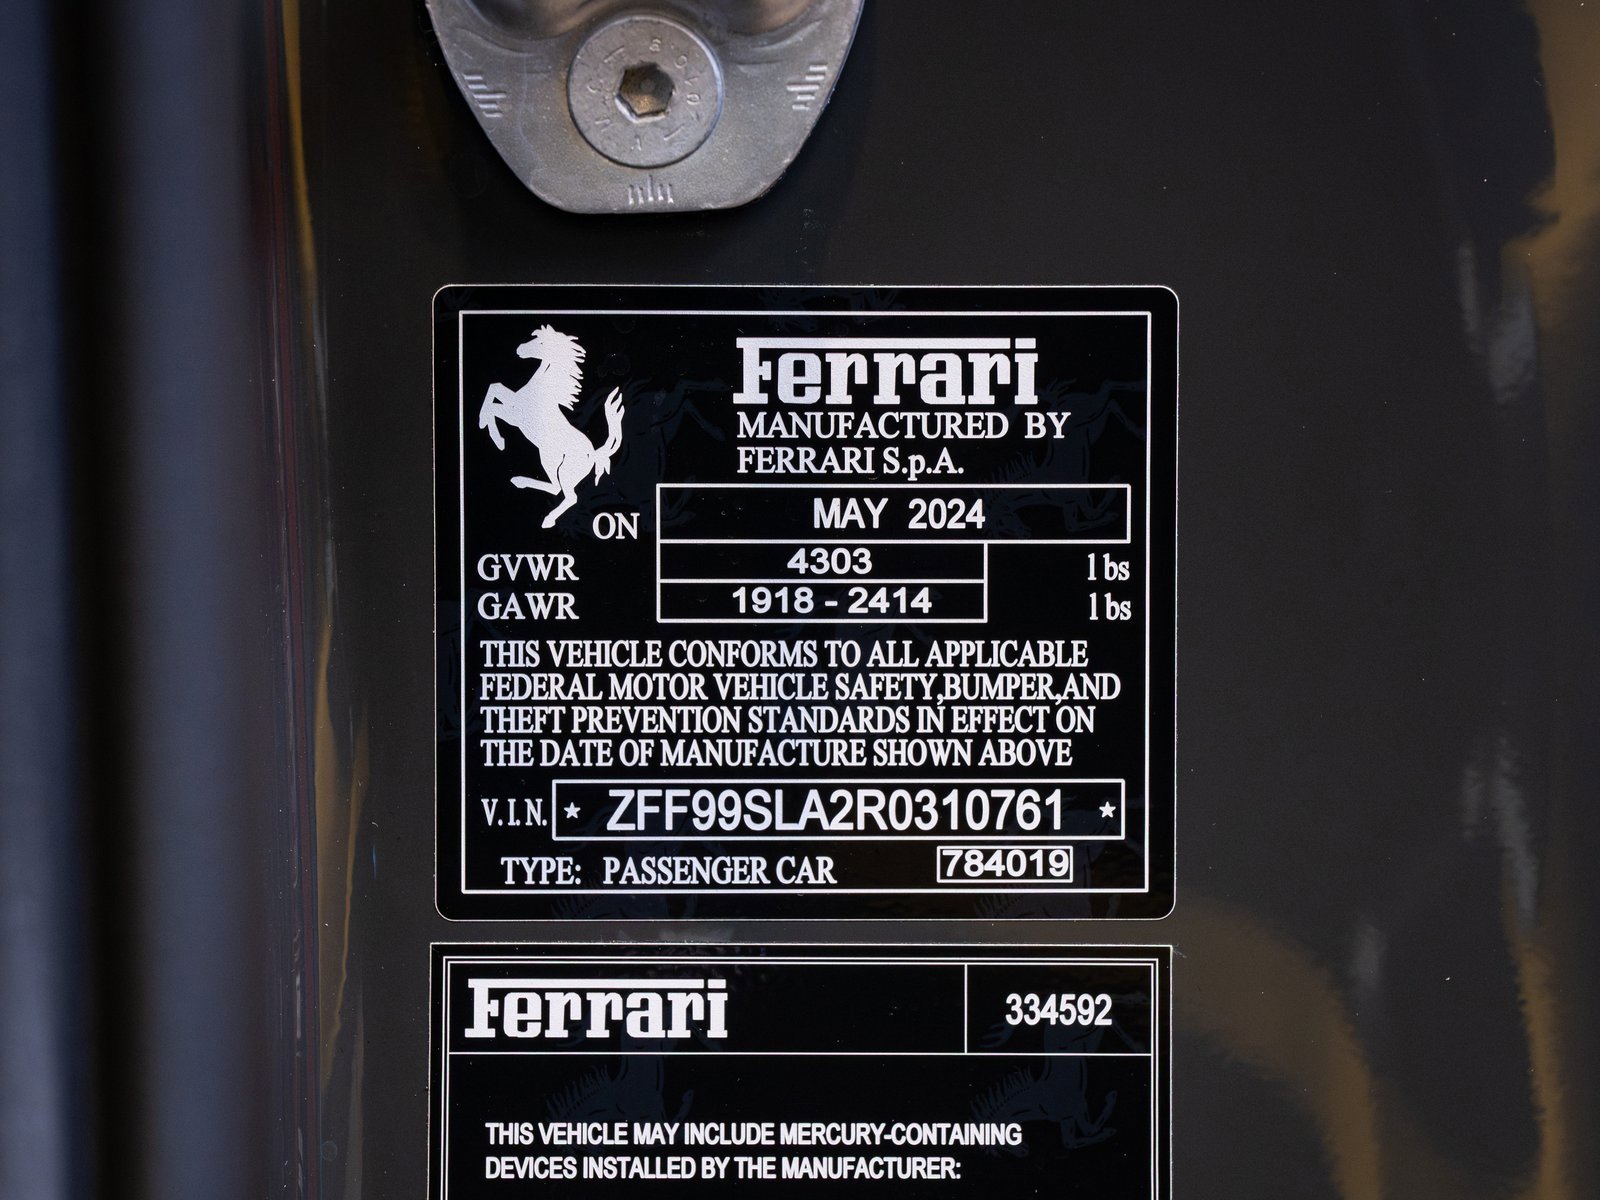 Ferrari
MANUFACTURED BY
FERRARI S.p.A.
ON MAY 2024
GVWR 4303 lbs
GAWR 1918 - 2414 lbs
THIS VEHICLE CONFORMS TO ALL APPLICABLE
FEDERAL MOTOR VEHICLE SAFETY,BUMPER,AND
THEFT PREVENTION STANDARDS IN EFFECT ON
THE DATE OF MANUFACTURE SHOWN ABOVE
V.I.N. * ZFF99SLA2R0310761 *
TYPE: PASSENGER CAR 784019
Ferrari 334592
THIS VEHICLE MAY INCLUDE MERCURY-CONTAINING
DEVICES INSTALLED BY THE MANUFACTURER: